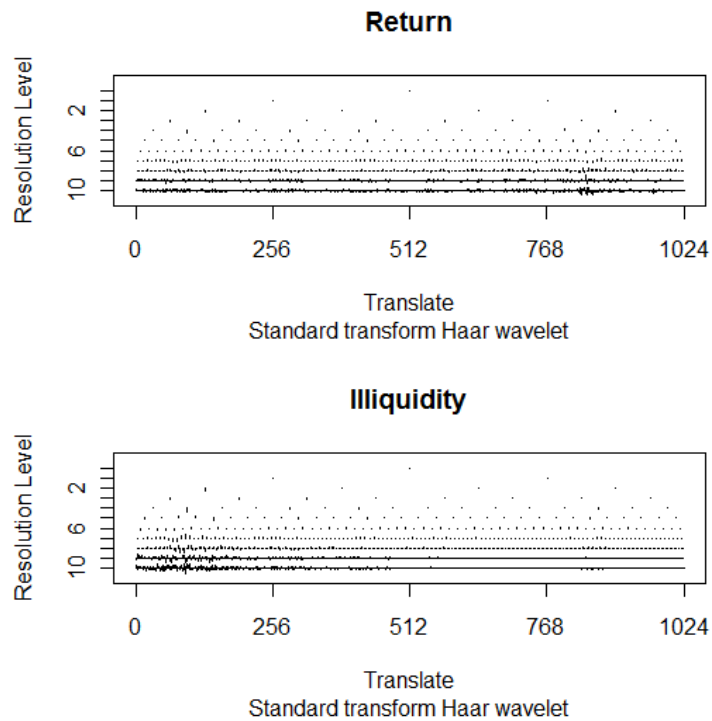 Return
Resolution Level
2
6
10
0 256 512 768 1024
Translate
Standard transform Haar wavelet
Illiquidity
Resolution Level
2
6
10
0 256 512 768 1024
Translate
Standard transform Haar wavelet